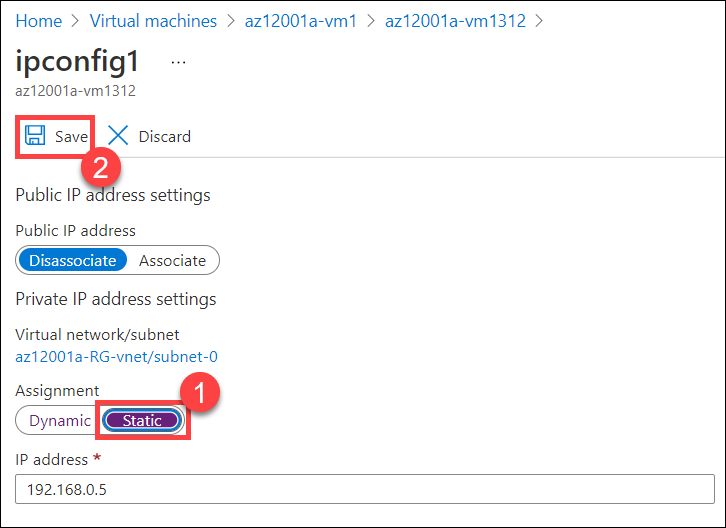 Home > Virtual machines > az12001a-vm1 > az12001a-vm1312 >
ipconfig1 ...
az12001a-vm1312
Save Discard
2
Public IP address settings
Public IP address
Disassociate Associate
Private IP address settings
Virtual network/subnet
az12001a-RG-vnet/subnet-0
Assignment
1
Dynamic Static
IP address *
192.168.0.5